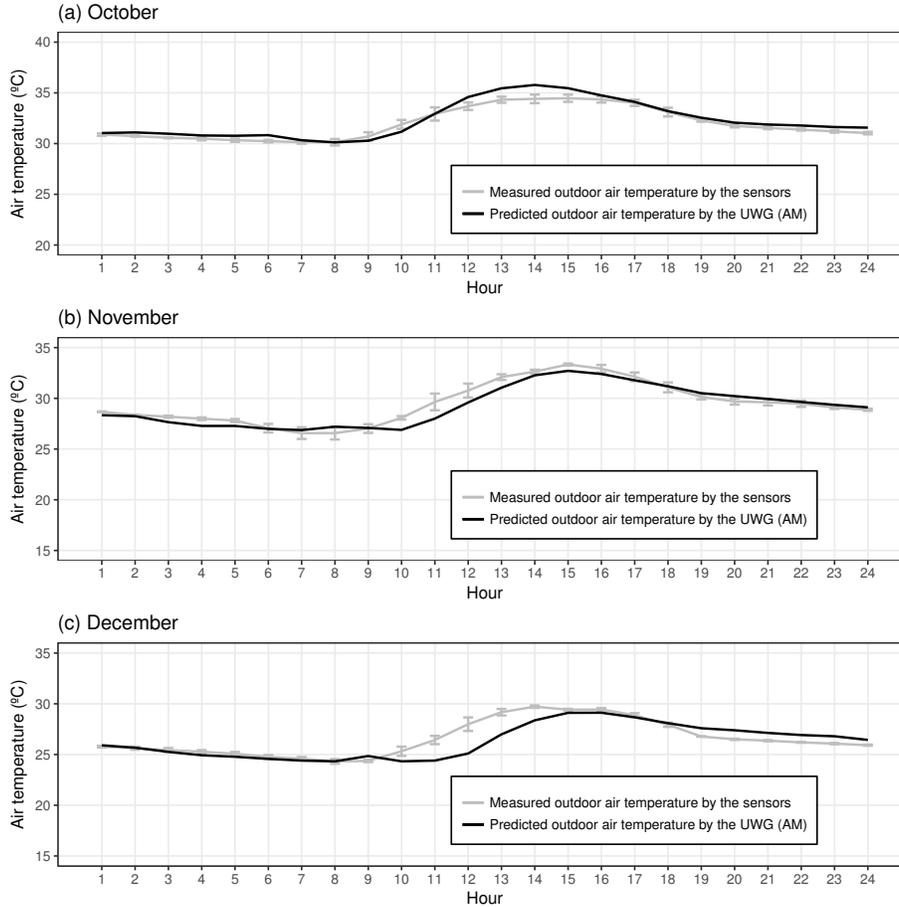 (a) October
Air temperature (ºC)
40
35
30
25
20
Measured outdoor air temperature by the sensors
Predicted outdoor air temperature by the UWG (AM)
1 2 3 4 5 6 7 8 9 10 11 12 13 14 15 16 17 18 19 20 21 22 23 24
Hour
(b) November
Air temperature (ºC)
35
30
25
20
15
Measured outdoor air temperature by the sensors
Predicted outdoor air temperature by the UWG (AM)
1 2 3 4 5 6 7 8 9 10 11 12 13 14 15 16 17 18 19 20 21 22 23 24
Hour
(c) December
Air temperature (ºC)
35
30
25
20
15
Measured outdoor air temperature by the sensors
Predicted outdoor air temperature by the UWG (AM)
1 2 3 4 5 6 7 8 9 10 11 12 13 14 15 16 17 18 19 20 21 22 23 24
Hour